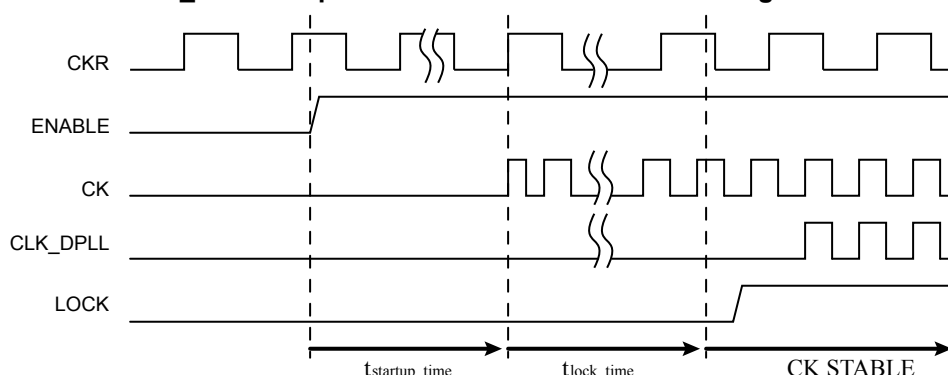 CKR
ENABLE
CK
CLK_DPLL
LOCK
tstartup_time
tlock_time
CK STABLE